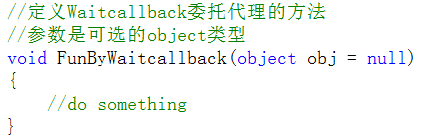 //定义Waitcallback委托代理的方法
//参数是可选的object类型
void FunByWaitcallback(object obj = null)
{
    //do something
}